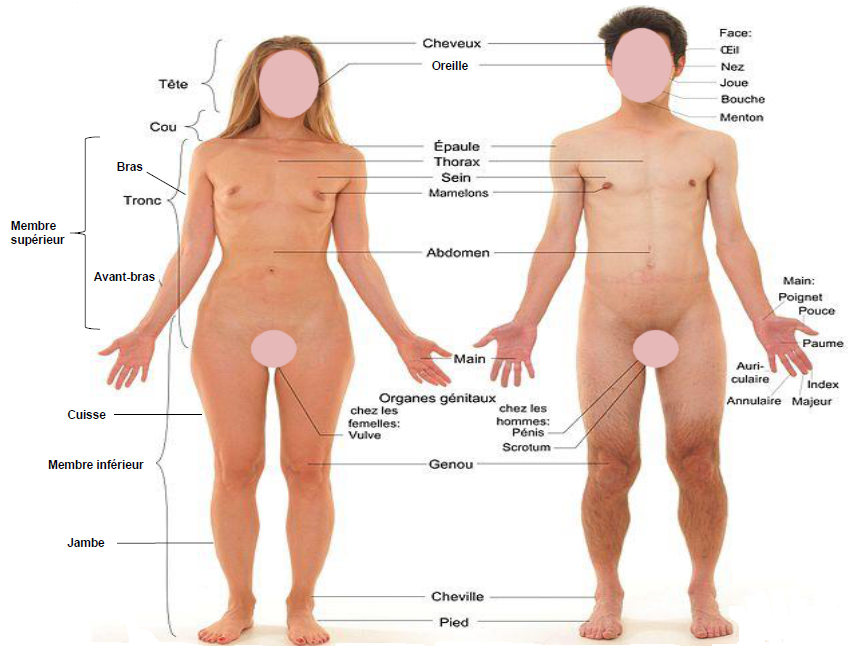 Cheveux
Oreille
Tête
Cou
Bras
Tronc
Membre
supérieur
Avant-bras
Épaule
Thorax
Sein
Mamelons
Abdomen
Main
Organes génitaux
chez les
femelles:
Vulve
chez les
hommes:
Pénis
Scrotum
Cuisse
Membre inférieur
Genou
Jambe
Cheville
Pied
Face:
Œil
Nez
Joue
Bouche
Menton
Main:
Poignet
Pouce
Paume
Auri-
culaire
Index
Annulaire
Majeur